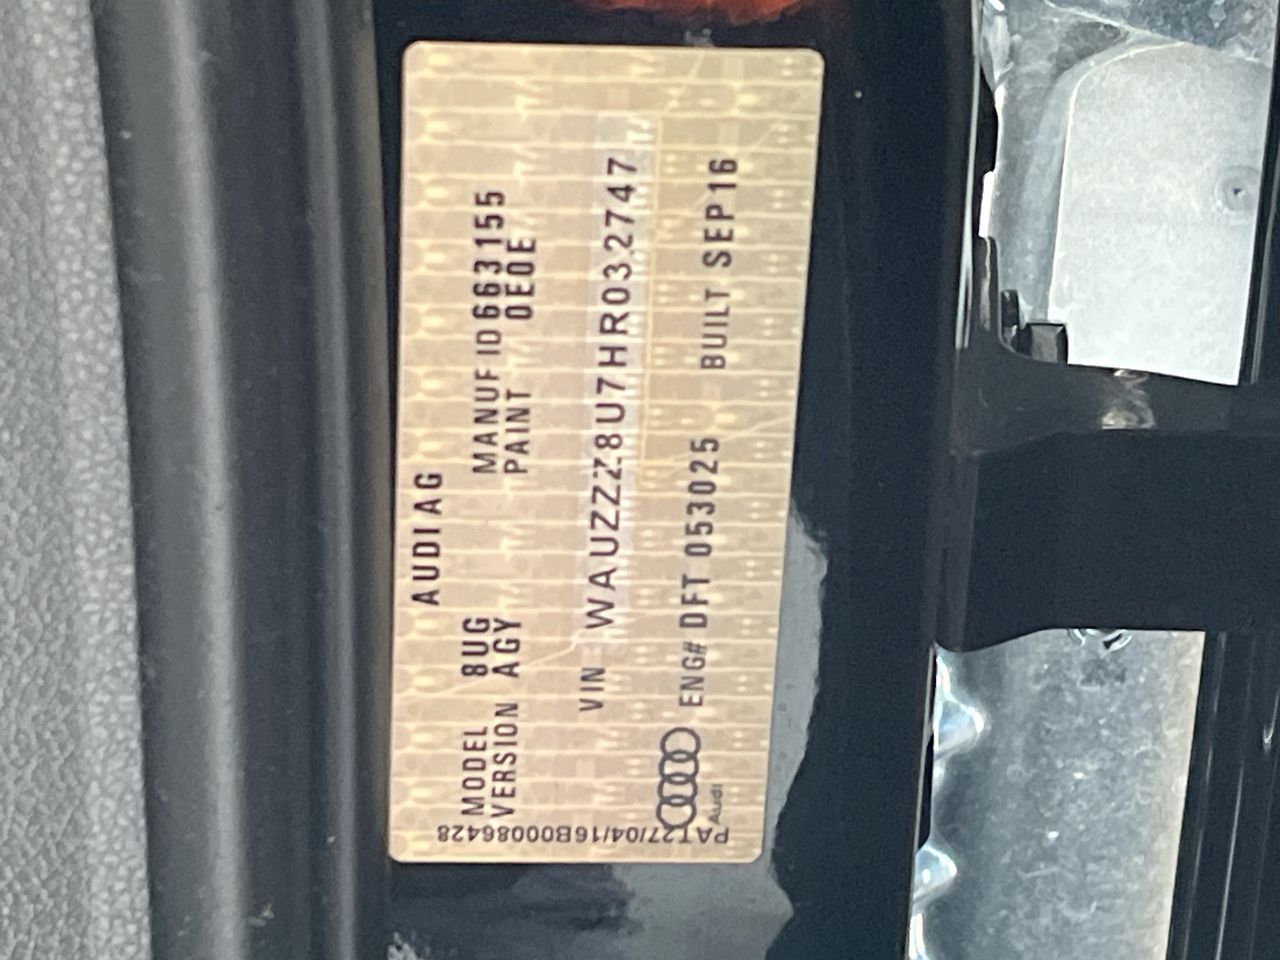 AUDI AG
MODEL 8UG MANUF ID 663155
VERSION AGY PAINT 0E0E
VIN WAUZZZ8U7HR032747
ENG# DFT 053025 BUILT SEP16
Audi
PAT27/04/16B00086428